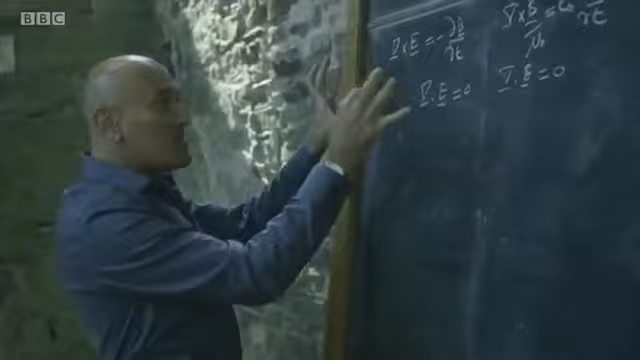 BBC
∇×E = -∂B/∂t
∇×B/μ₀ = ε₀ /∂t
∇.E = 0
∇.B = 0